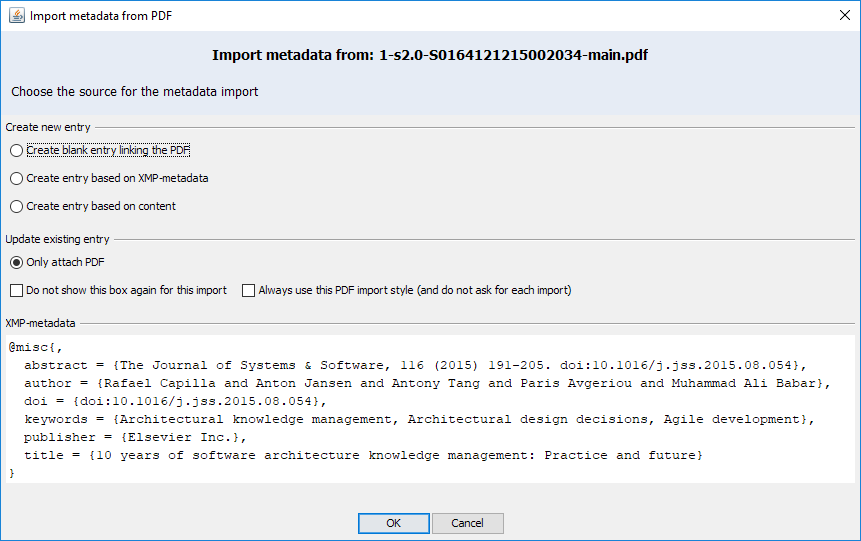 Import metadata from PDF
Import metadata from: 1-s2.0-S0164121215002034-main.pdf
Choose the source for the metadata import
Create new entry
Create blank entry linking the PDF
Create entry based on XMP-metadata
Create entry based on content
Update existing entry
Only attach PDF
Do not show this box again for this import Always use this PDF import style (and do not ask for each import)
XMP-metadata
@misc{,
abstract = {The Journal of Systems & Software, 116 (2015) 191-205. doi:10.1016/j.jss.2015.08.054},
author = {Rafael Capilla and Anton Jansen and Antony Tang and Paris Avgeriou and Muhammad Ali Babar},
doi = {doi:10.1016/j.jss.2015.08.054},
keywords = {Architectural knowledge management, Architectural design decisions, Agile development},
publisher = {Elsevier Inc.},
title = {10 years of software architecture knowledge management: Practice and future}
}
OK Cancel